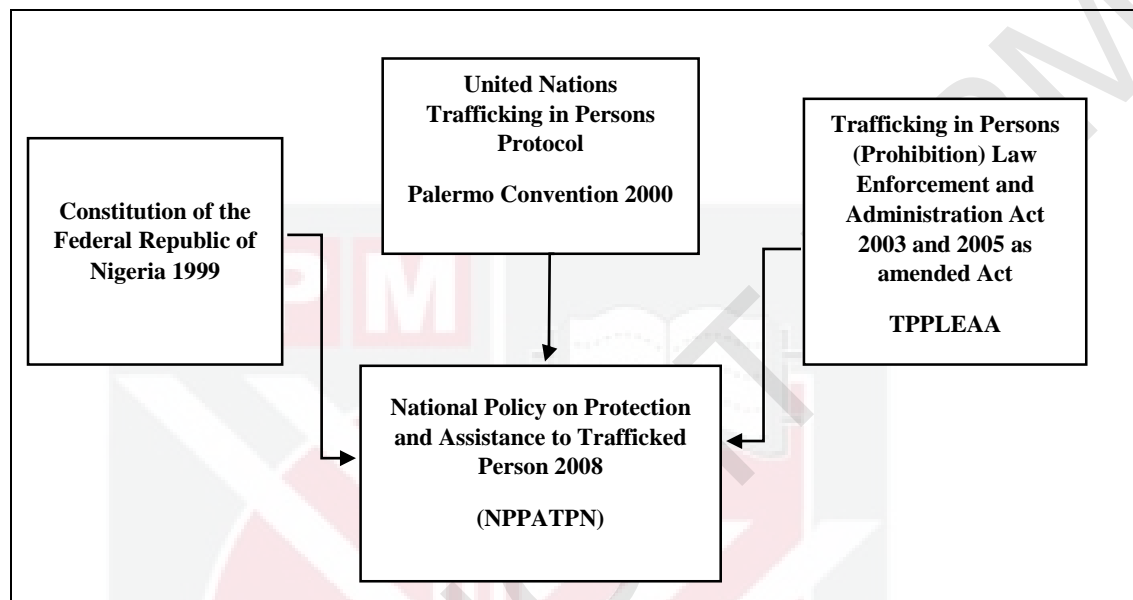 Constitution of the
Federal Republic of
Nigeria 1999
United Nations
Trafficking in Persons
Protocol
Palermo Convention 2000
Trafficking in Persons
(Prohibition) Law
Enforcement and
Administration Act
2003 and 2005 as
amended Act
TPPLEAA
National Policy on Protection
and Assistance to Trafficked
Person 2008
(NPPATPN)